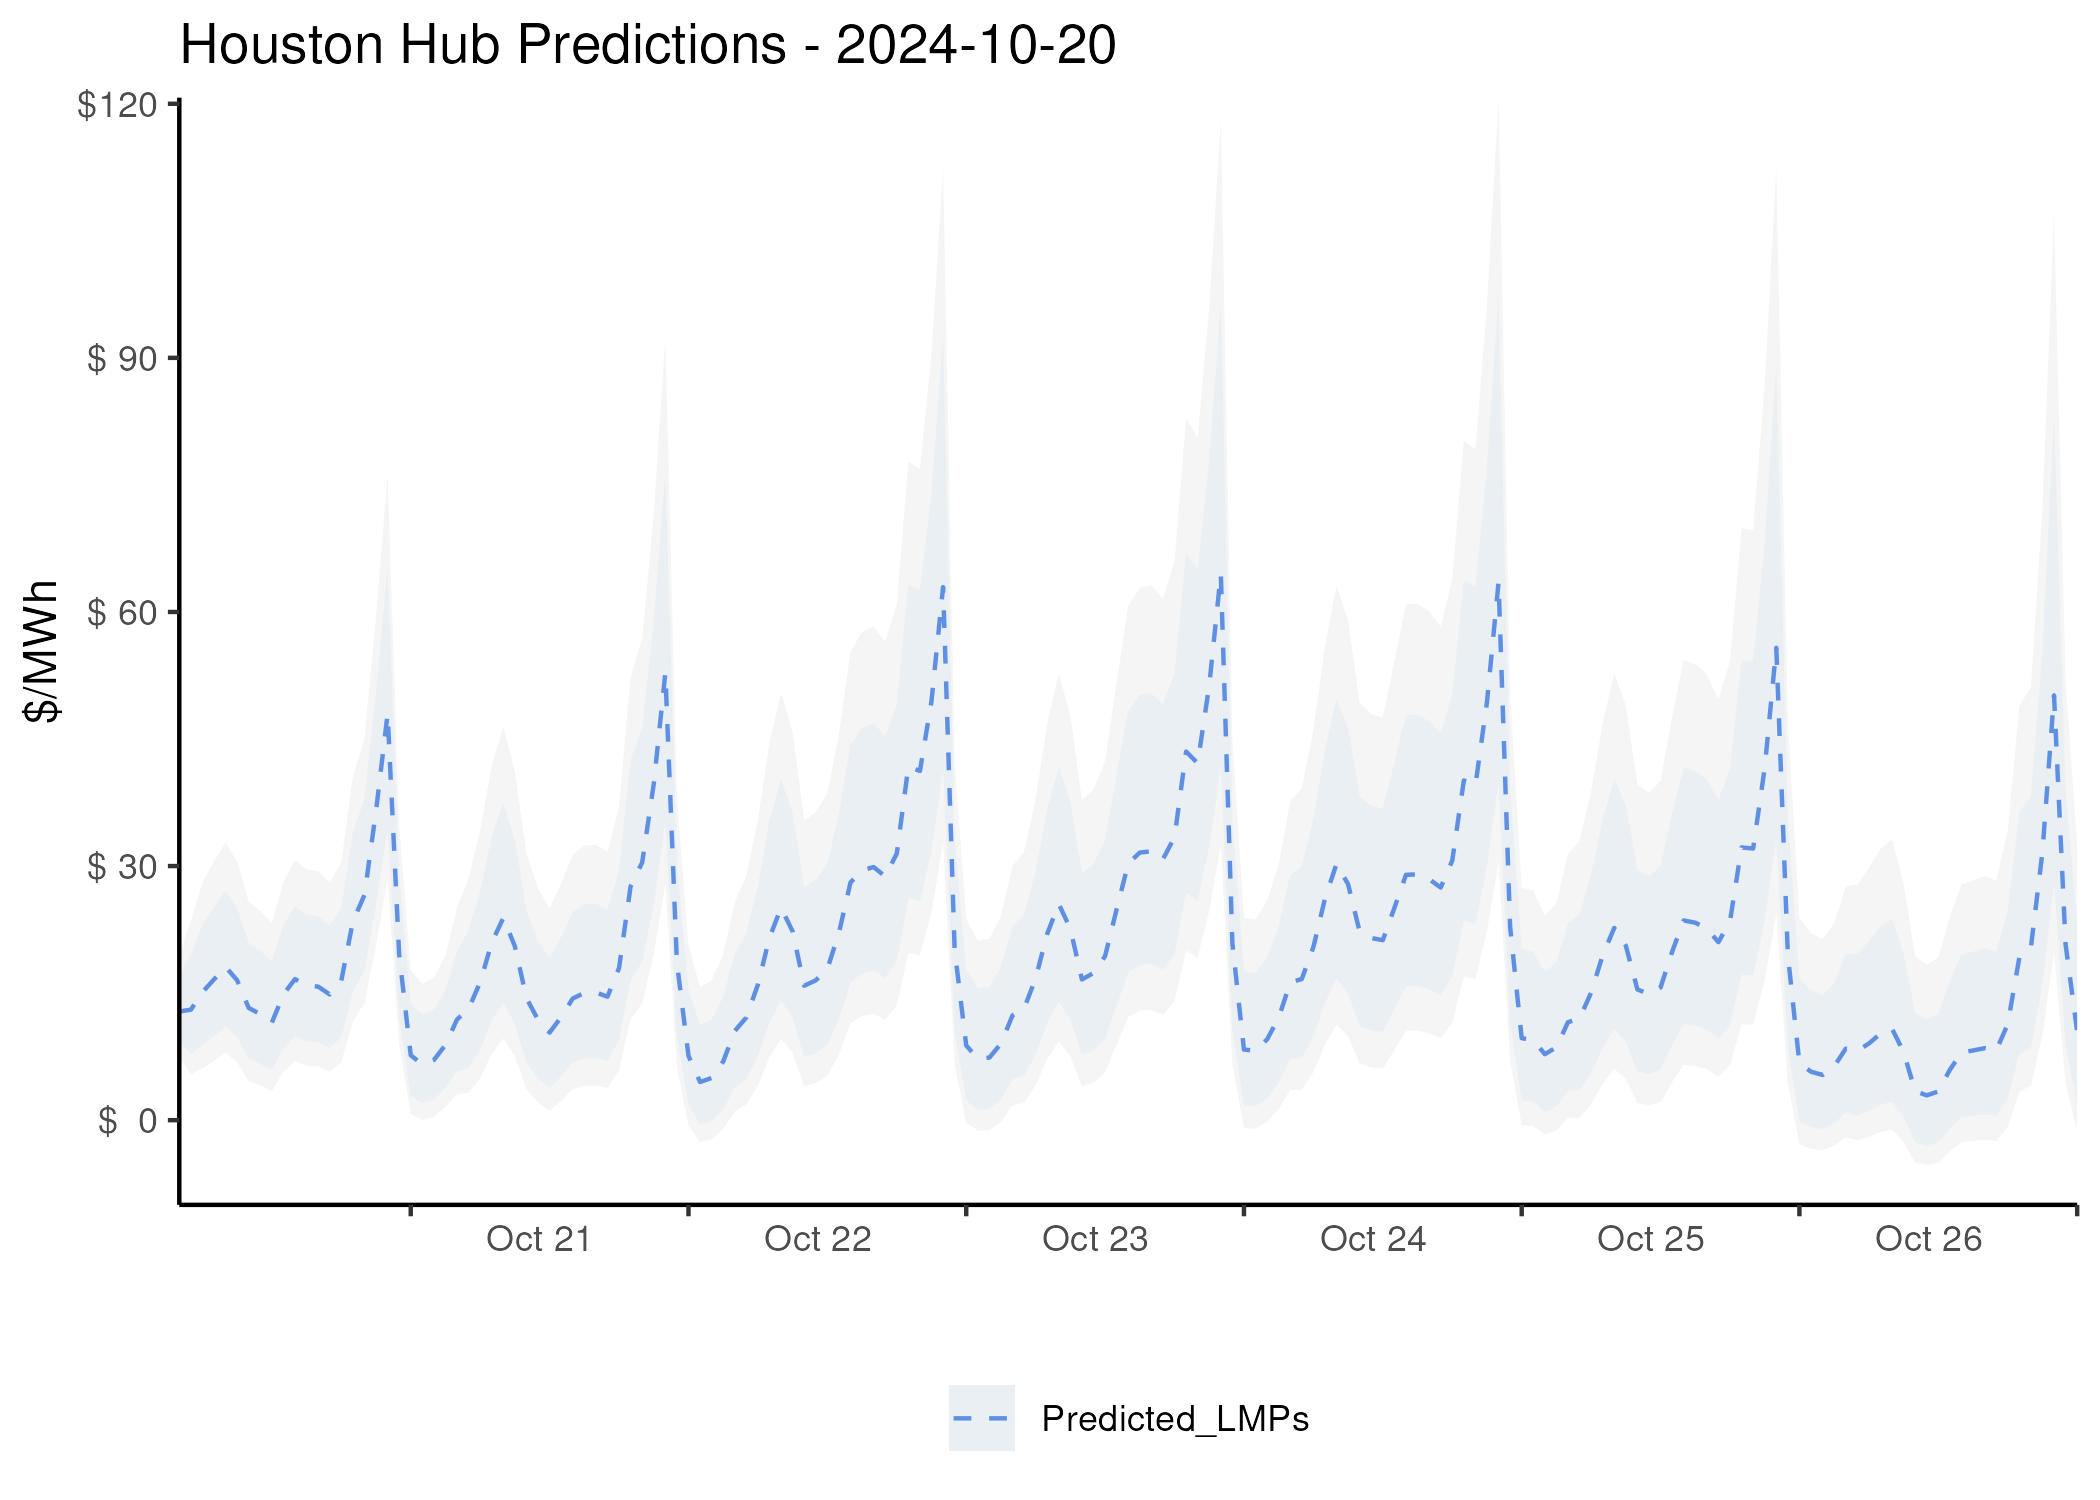 Houston Hub Predictions - 2024-10-20
$120
$ 90
$ 60
$ 30
$  0
$/MWh
Oct 21 Oct 22 Oct 23 Oct 24 Oct 25 Oct 26
Predicted_LMPs